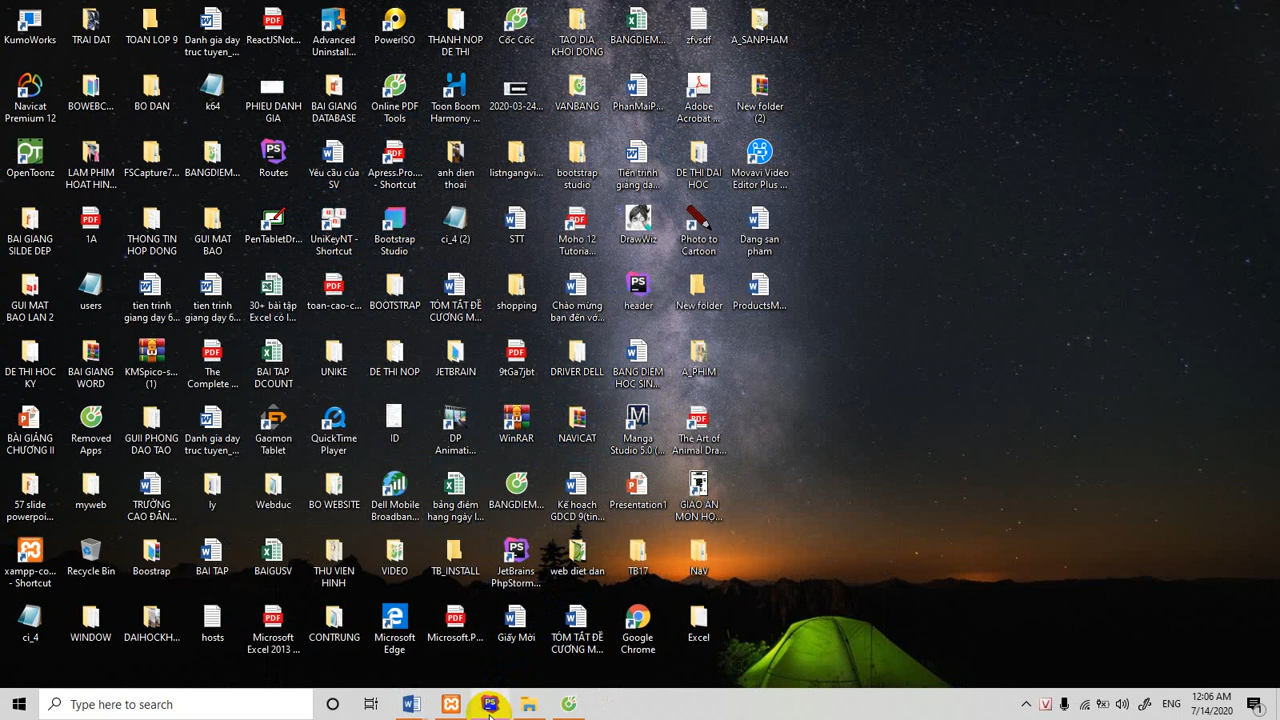 KumoWorks
TRAI DAT
TOAN LOP 9
Danh gia day
truc tuyen_...
ReactJSNot...
Advanced
Uninstall...
PowerISO
THANH NOP
DE THI
Cốc Cốc
TAO DIA
KHOI DONG
BANGDIEM...
zfvsdf
A_SANPHAM
Navicat
Premium 12
BOWEBC...
BO DAN
k64
PHIEU DANH
GIA
BAI GIANG
DATABASE
Online PDF
Tools
Toon Boom
Harmony ...
2020-03-24...
VANBANG
PhanMaiP...
Adobe
Acrobat ...
New folder
(2)
OpenToonz
LAM PHIM
HOAT HIN...
FSCapture7...
BANGDIEM...
Routes
Yêu cầu của
SV
Apress.Pro...
- Shortcut
anh dien
thoai
listngangvi...
bootstrap
studio
Tiến trình
giảng dạ...
DE THI DAI
HOC
Movavi Video
Editor Plus ...
BAI GIANG
SILDE DEP
1A
THONG TIN
HOP DONG
GUI MAT
BAO
PenTabletDr...
UniKeyNT -
Shortcut
Bootstrap
Studio
ci_4 (2)
STT
Moho 12
Tutoria...
DrawWiz
Photo to
Cartoon
Dang san
pham
GUI MAT
BAO LAN 2
users
tien trinh
giang day 6...
tien trinh
giang day 6...
30+ bài tập
Excel có l...
toan-cao-c...
BOOTSTRAP
TÓM TẮT ĐỀ
CƯƠNG M...
shopping
Chào mừng
bạn đến vớ...
header
New folder
ProductsM...
DE THI HOC
KY
BAI GIANG
WORD
KMSpico-s...
(1)
The
Complete ...
BAI TAP
DCOUNT
UNIKE
DE THI NOP
JETBRAIN
9tGa7jbt
DRIVER DELL
BANG DIEM
HOC SIN...
A_PHIM
BÀI GIẢNG
CHƯƠNG II
Removed
Apps
GUII PHONG
DAO TAO
Danh gia day
truc tuyen_...
Gaomon
Tablet
QuickTime
Player
ID
DP
Animati...
WinRAR
NAVICAT
Manga
Studio 5.0 (...
The Art of
Animal Dra...
57 slide
powerpoi...
myweb
TRƯỜNG
CAO ĐẲN...
ly
Webduc
BO WEBSITE
Dell Mobile
Broadban...
bảng điểm
hang ngày l...
BANGDIEM...
Kế hoạch
GDCD 9(tin...
Presentation1
GIAO AN
MÔN HỌ...
xampp-co...
- Shortcut
Recycle Bin
Boostrap
BAI TAP
BAIGUSV
THU VIEN
HINH
VIDEO
TB_INSTALL
JetBrains
PhpStorm...
web diet dan
TB17
NaV
ci_4
WINDOW
DAIHOCKH...
hosts
Microsoft
Excel 2013 ...
CONTRUNG
Microsoft
Edge
Microsoft.P...
Giấy Mời
TÓM TẮT ĐỀ
CƯƠNG M...
Google
Chrome
Excel
Type here to search
ENG
12:06 AM
7/14/2020